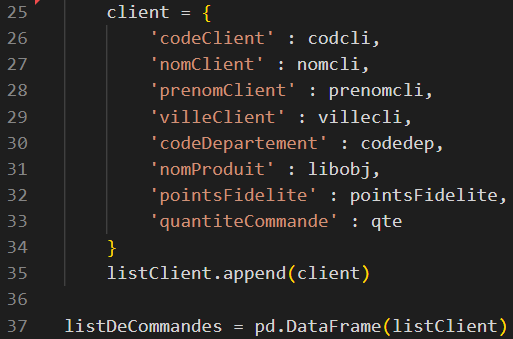 25 client = {
26 'codeClient' : codcli,
27 'nomClient' : nomcli,
28 'prenomClient' : prenomcli,
29 'villeClient' : villecli,
30 'codeDepartement' : codedep,
31 'nomProduit' : libobj,
32 'pointsFidelite' : pointsFidelite,
33 'quantiteCommande' : qte
34 }
35 listClient.append(client)
36
37 listDeCommandes = pd.DataFrame(listClient)